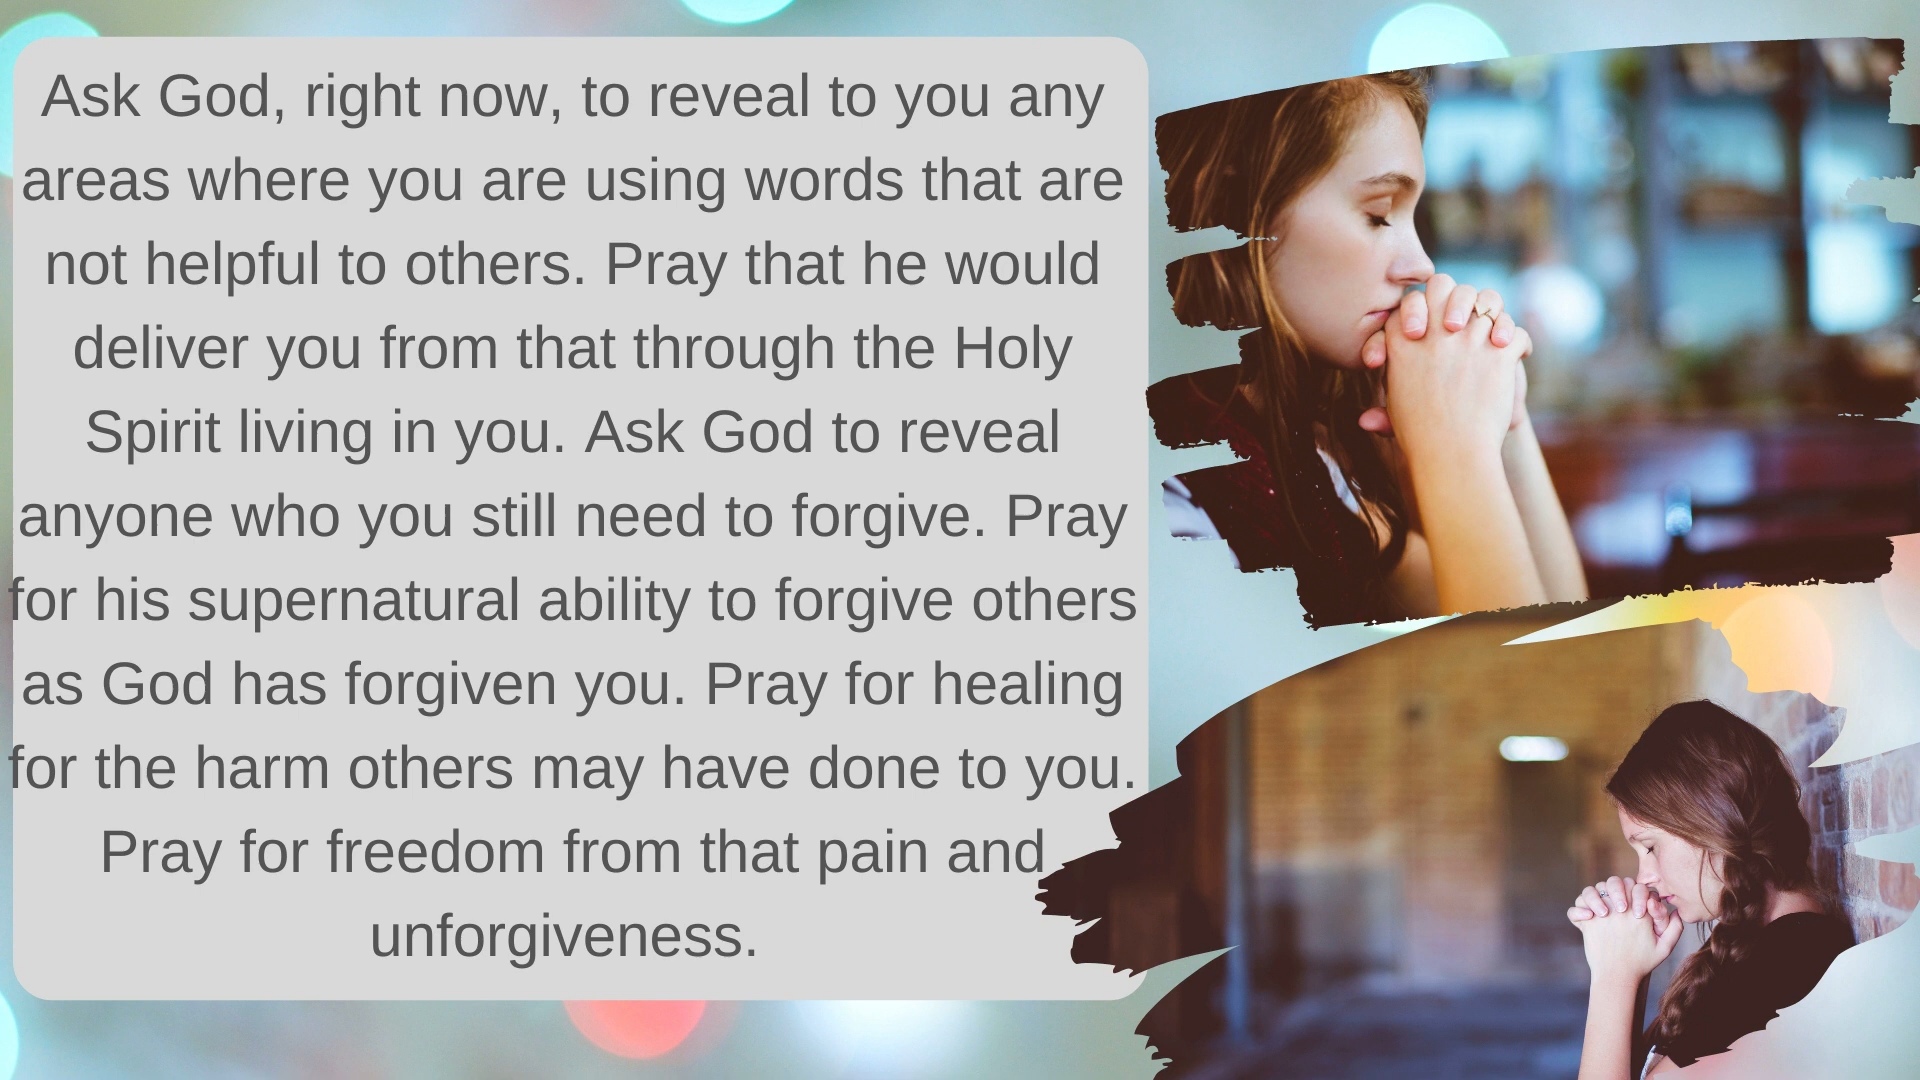 Ask God, right now, to reveal to you any
areas where you are using words that are
not helpful to others. Pray that he would
deliver you from that through the Holy
Spirit living in you. Ask God to reveal
anyone who you still need to forgive. Pray
for his supernatural ability to forgive others
as God has forgiven you. Pray for healing
for the harm others may have done to you.
Pray for freedom from that pain and
unforgiveness.